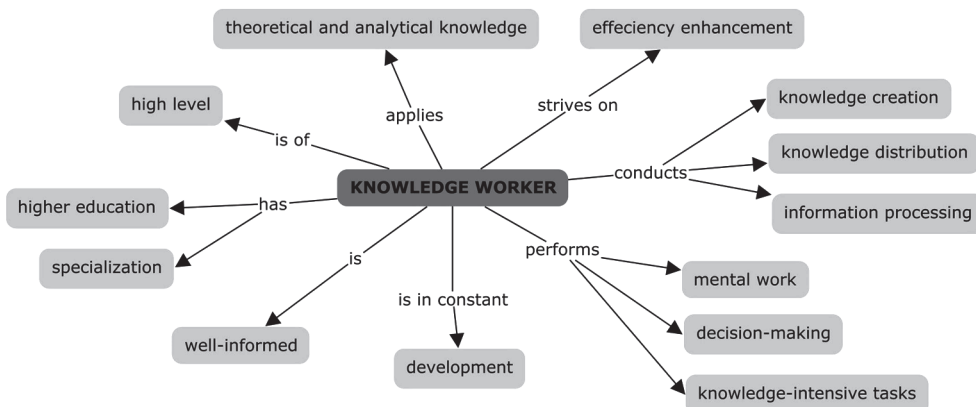 theoretical and analytical knowledge
effeciency enhancement
high level
applies
strives on
knowledge creation
is of
knowledge distribution
conducts
KNOWLEDGE WORKER
higher education
has
information processing
specialization
is
performs
mental work
is in constant
well-informed
decision-making
development
knowledge-intensive tasks